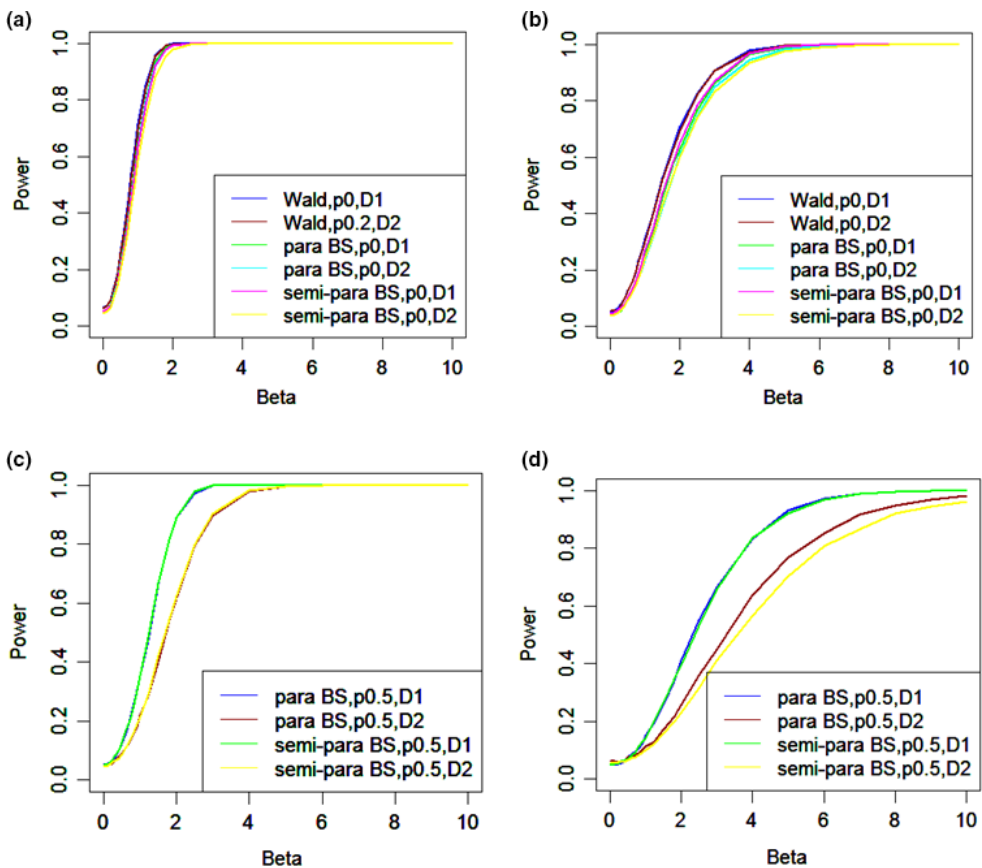 (a)
Power
0.0 0.2 0.4 0.6 0.8 1.0
Wald,p0,D1
Wald,p0.2,D2
para BS,p0,D1
para BS,p0,D2
semi-para BS,p0,D1
semi-para BS,p0,D2
0 2 4 6 8 10
Beta
(b)
Power
0.0 0.2 0.4 0.6 0.8 1.0
Wald,p0,D1
Wald,p0,D2
para BS,p0,D1
para BS,p0,D2
semi-para BS,p0,D1
semi-para BS,p0,D2
0 2 4 6 8 10
Beta
(c)
Power
0.0 0.2 0.4 0.6 0.8 1.0
para BS,p0.5,D1
para BS,p0.5,D2
semi-para BS,p0.5,D1
semi-para BS,p0.5,D2
0 2 4 6 8 10
Beta
(d)
Power
0.0 0.2 0.4 0.6 0.8 1.0
para BS,p0.5,D1
para BS,p0.5,D2
semi-para BS,p0.5,D1
semi-para BS,p0.5,D2
0 2 4 6 8 10
Beta